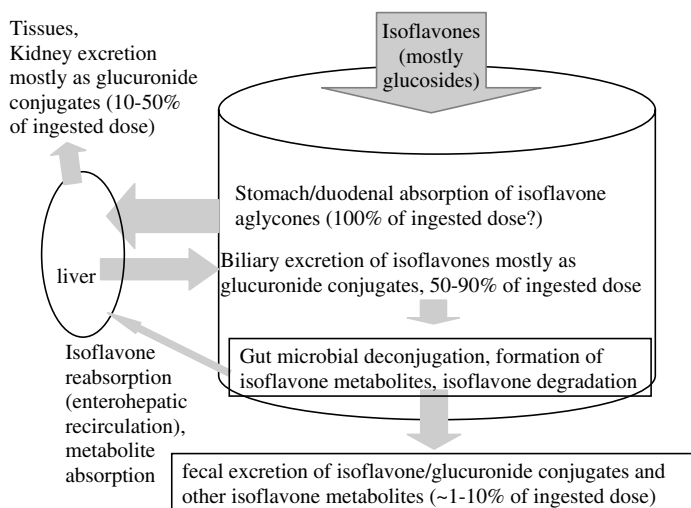 Tissues,
Kidney excretion
mostly as glucuronide
conjugates (10-50%
of ingested dose)
Isoflavones
(mostly
glucosides)
Stomach/duodenal absorption of isoflavone
aglycones (100% of ingested dose?)
Biliary excretion of isoflavones mostly as
glucuronide conjugates, 50-90% of ingested dose
liver
Gut microbial deconjugation, formation of
isoflavone metabolites, isoflavone degradation
Isoflavone
reabsorption
(enterohepatic
recirculation),
metabolite
absorption
fecal excretion of isoflavone/glucuronide conjugates and
other isoflavone metabolites (~1-10% of ingested dose)